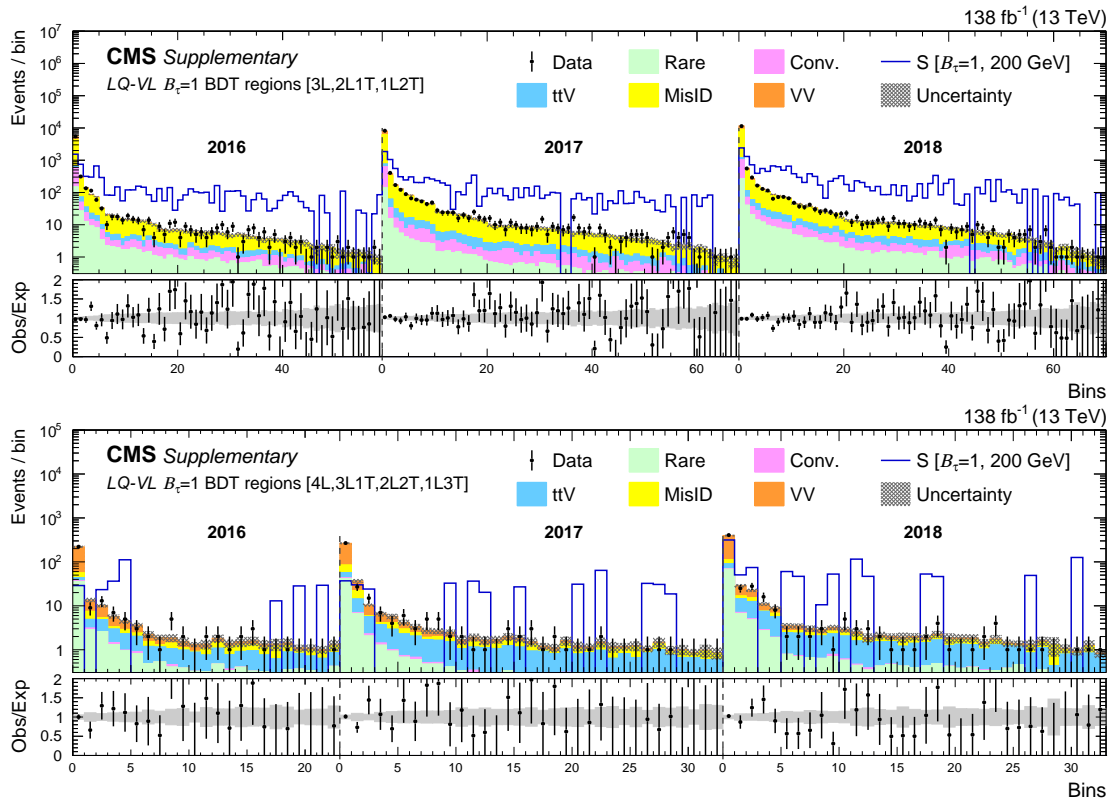 138 fb⁻¹ (13 TeV)
Events / bin
10⁷
10⁶
10⁵
10⁴
10³
10²
10
1
CMS Supplementary
LQ-VL Bτ=1 BDT regions [3L,2L1T,1L2T]
Data
Rare
Conv.
S [Bτ=1, 200 GeV]
ttV
MisID
VV
Uncertainty
2016
2017
2018
Obs/Exp
2
1.5
1
0.5
0
0 20 40 0 20 40 60 0 20 40 60
Bins
138 fb⁻¹ (13 TeV)
Events / bin
10⁵
10⁴
10³
10²
10
1
CMS Supplementary
LQ-VL Bτ=1 BDT regions [4L,3L1T,2L2T,1L3T]
Data
Rare
Conv.
S [Bτ=1, 200 GeV]
ttV
MisID
VV
Uncertainty
2016
2017
2018
Obs/Exp
2
1.5
1
0.5
0
0 5 10 15 20 0 5 10 15 20 25 30 0 5 10 15 20 25 30
Bins